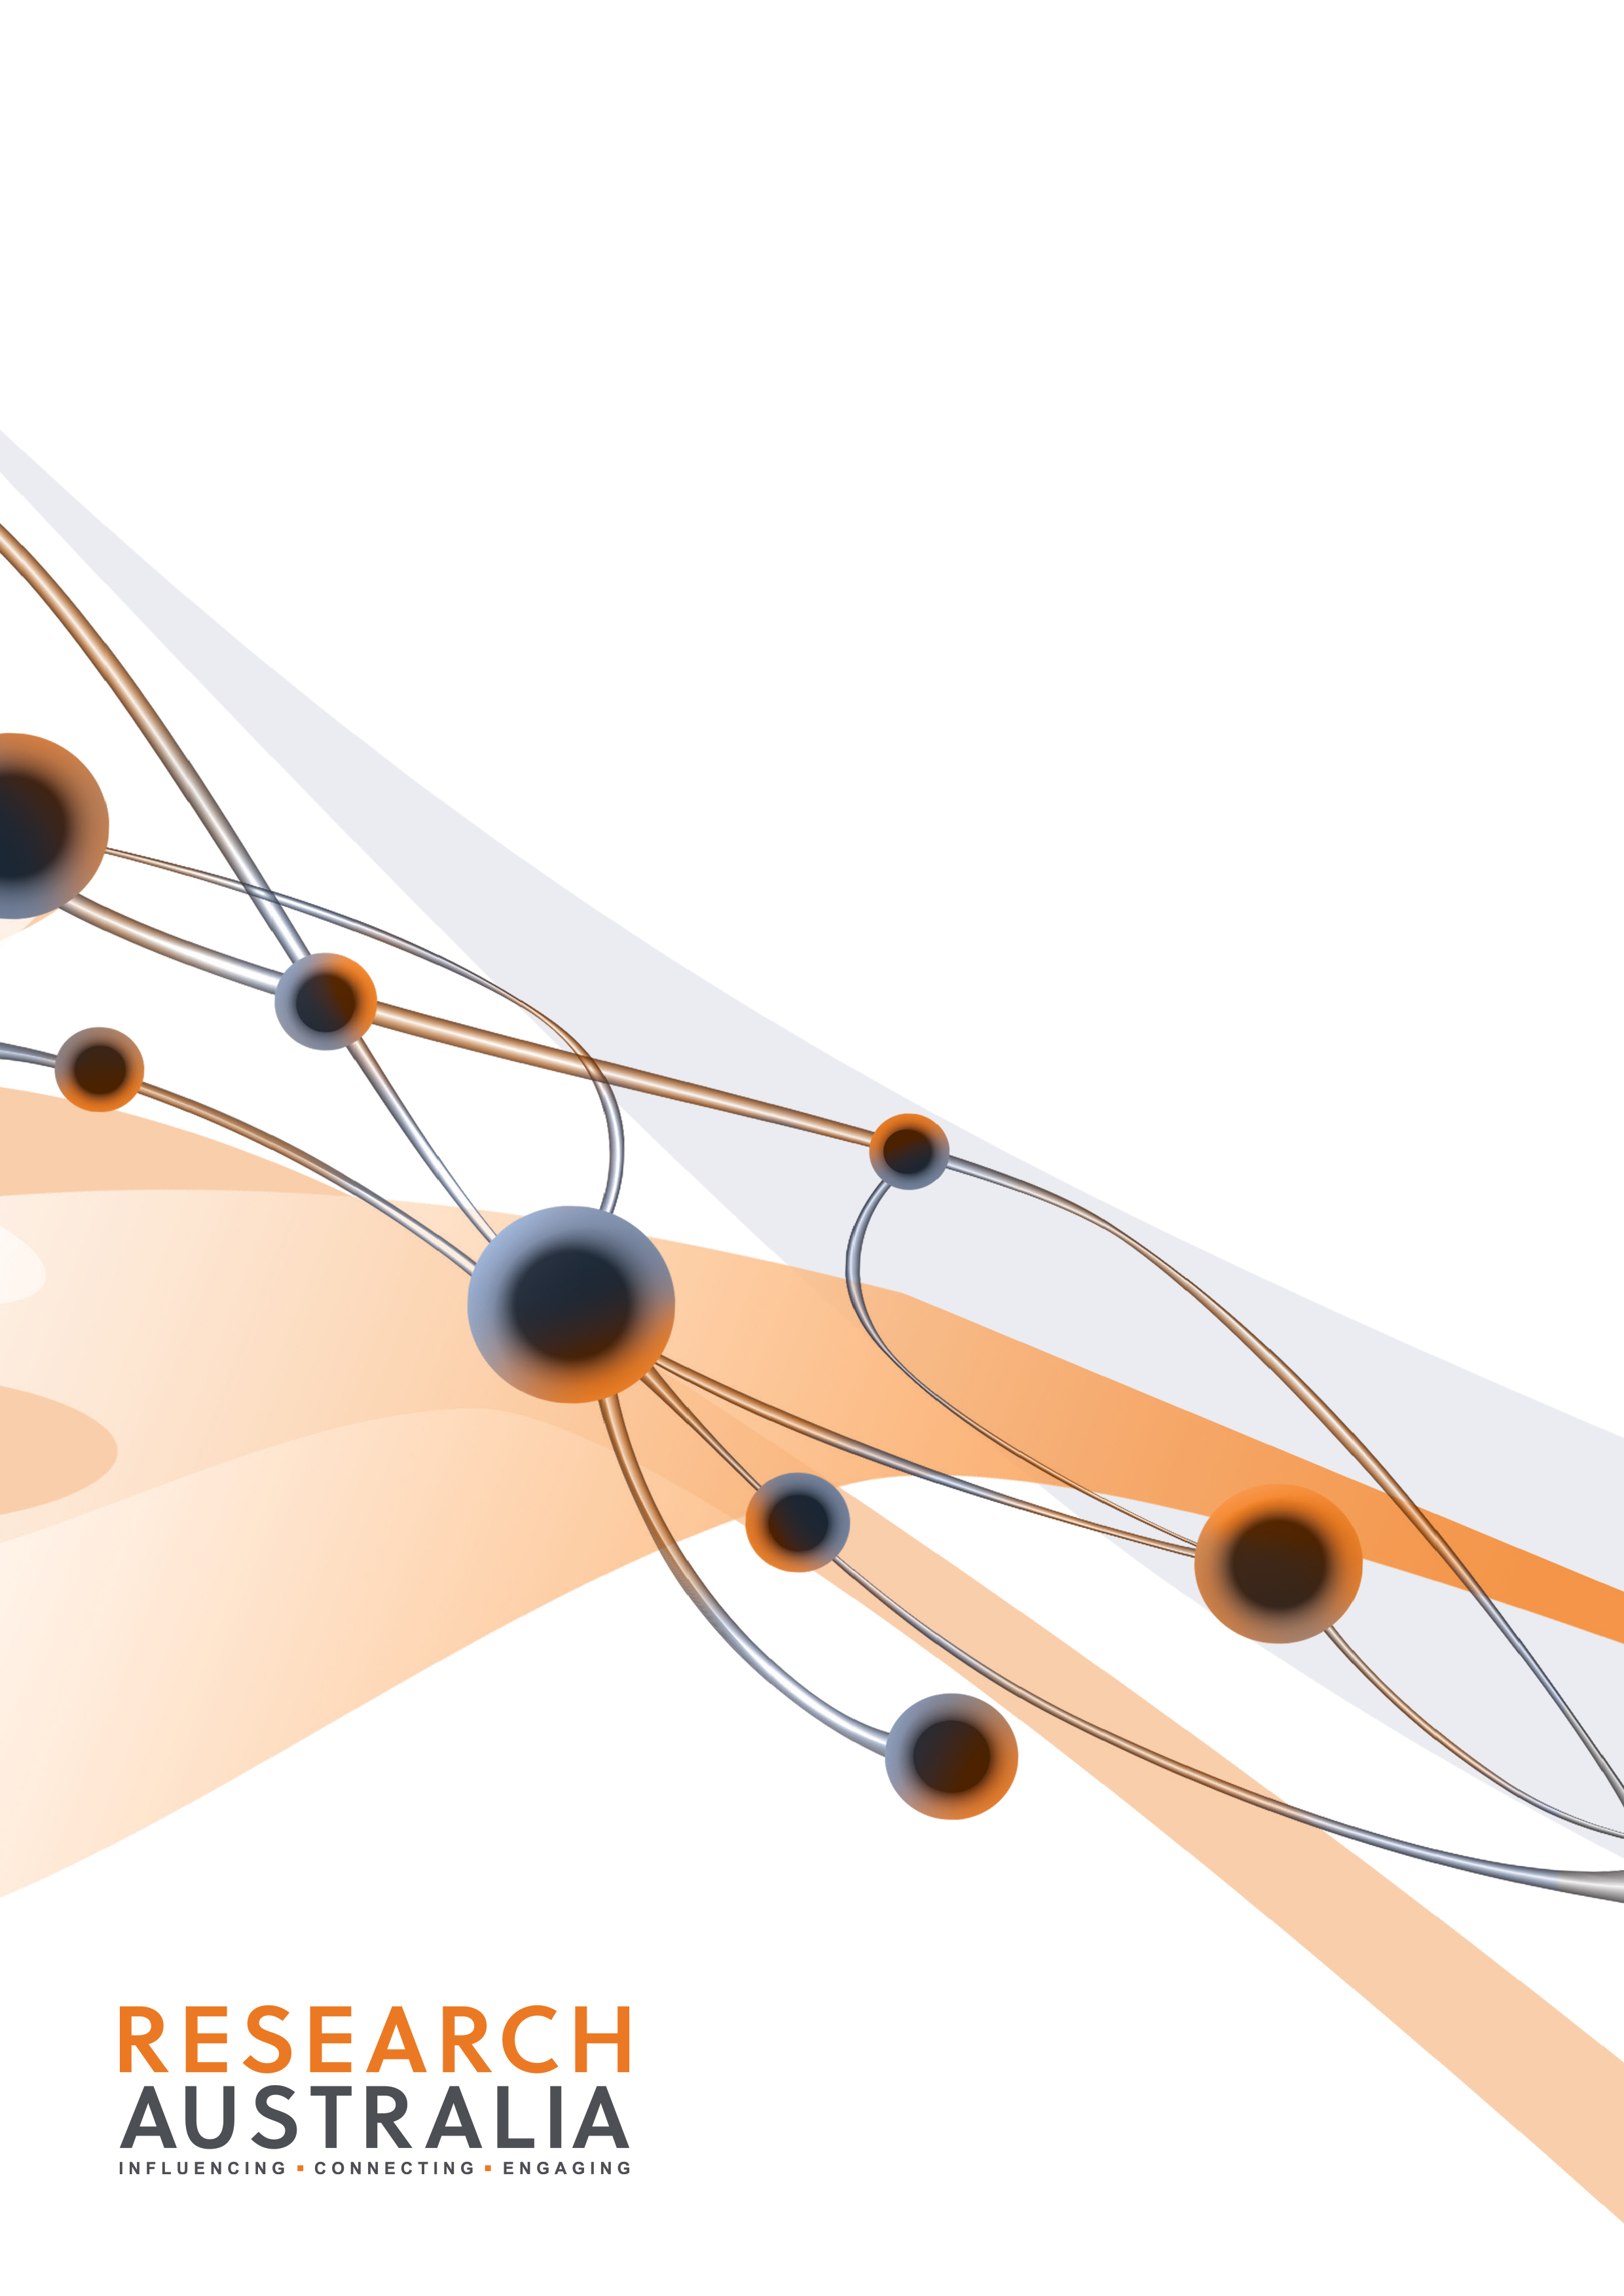 RESEARCH
AUSTRALIA
INFLUENCING ▪ CONNECTING ▪ ENGAGING